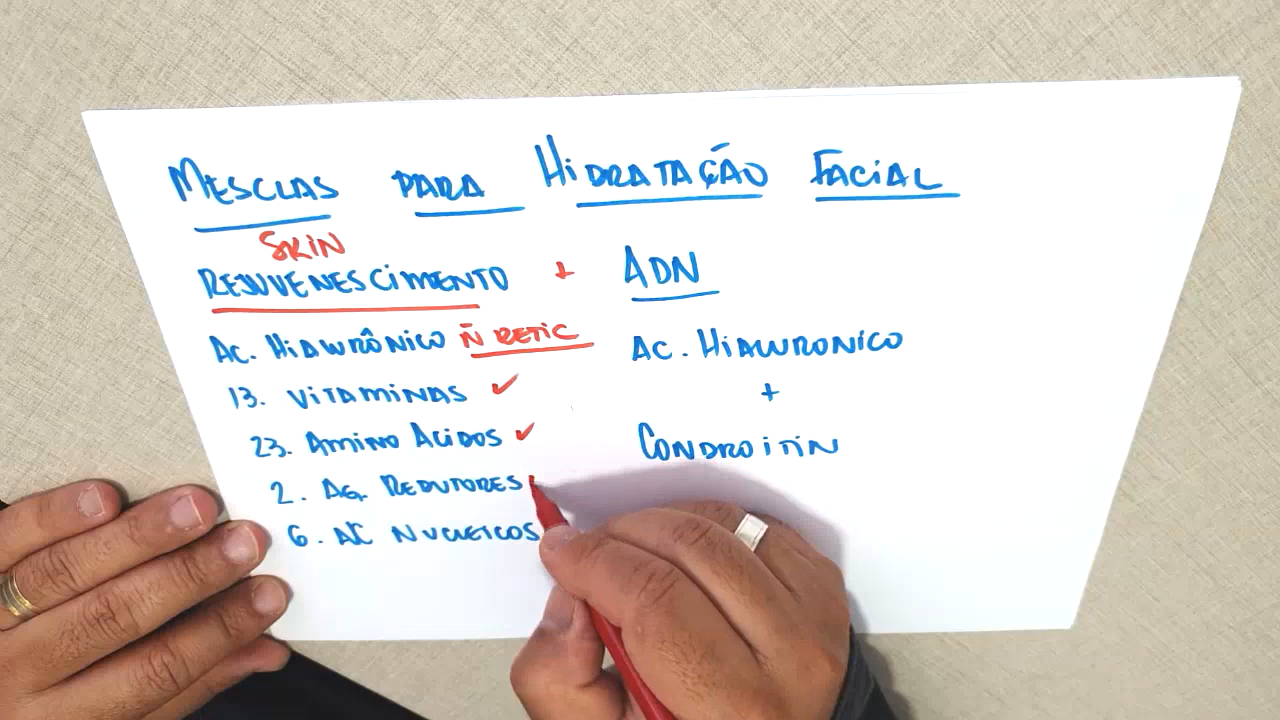 MESCLAS PARA HIDRATAÇÃO FACIAL
SKIN
REJUVENESCIMENTO + ADN
AC. HIALURÔNICO Ñ RETIC
13. VITAMINAS ✓
23. AMINO ACIDOS ✓
2. AG. REDUTORES
6. AC NUCLEICOS
AC. HIALURONICO
+
CONDROITIN